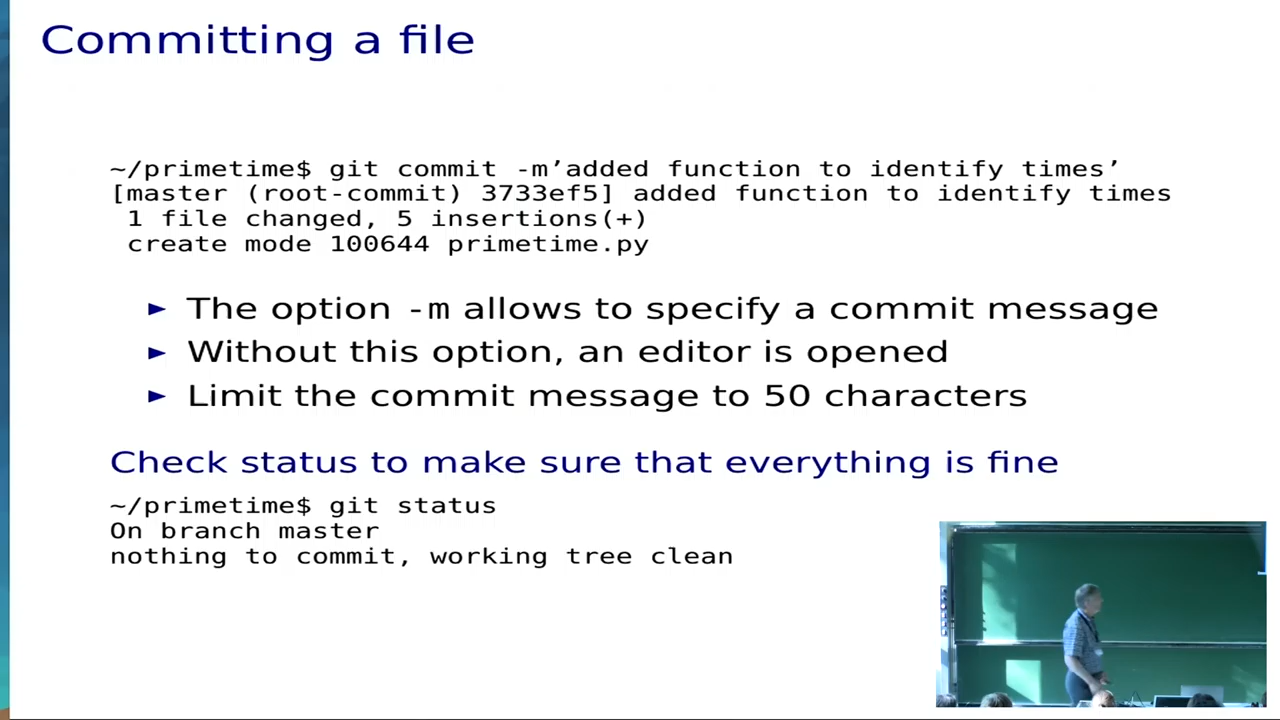 Committing a file
~/primetime$ git commit -m’added function to identify times’
[master (root-commit) 3733ef5] added function to identify times
1 file changed, 5 insertions(+)
create mode 100644 primetime.py
► The option -m allows to specify a commit message
► Without this option, an editor is opened
► Limit the commit message to 50 characters
Check status to make sure that everything is fine
~/primetime$ git status
On branch master
nothing to commit, working tree clean